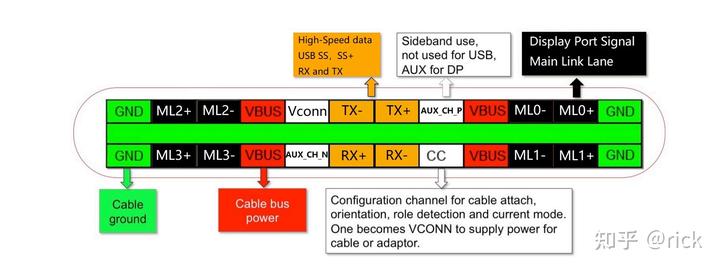 High-Speed data
USB SS, SS+
RX and TX
Sideband use,
not used for USB,
AUX for DP
Display Port Signal
Main Link Lane
GND ML2+ ML2- VBUS Vconn TX- TX+ AUX_CH_P VBUS ML0- ML0+ GND
GND ML3+ ML3- VBUS AUX_CH_N RX+ RX- CC VBUS ML1- ML1+ GND
Cable
ground
Cable bus
power
Configuration channel for cable attach,
orientation, role detection and current mode.
One becomes VCONN to supply power for
cable or adaptor.
知乎 @rick